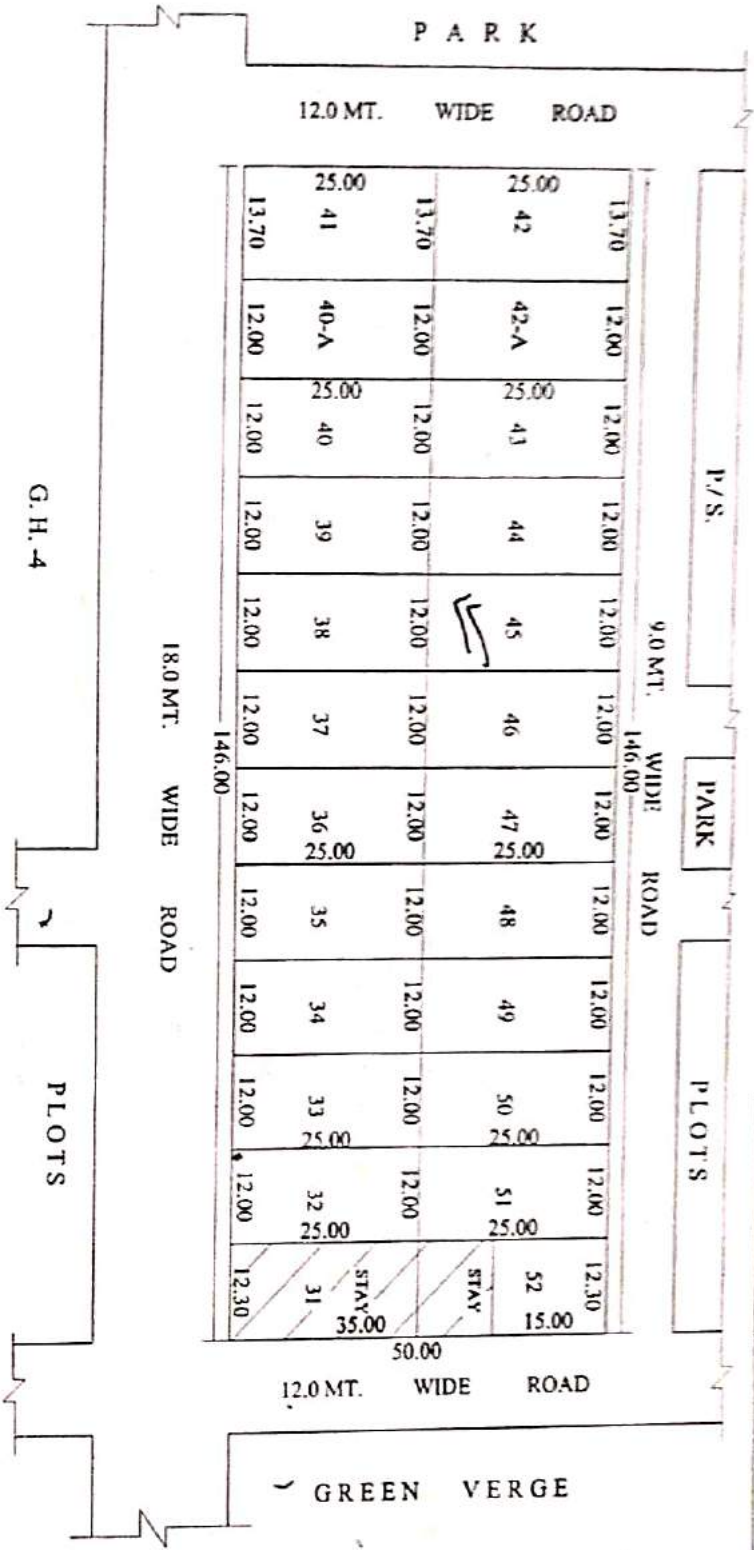 PARK
12.0 MT. WIDE ROAD
25.00 25.00
13.70 41 13.70 42 13.70
12.00 40-A 12.00 42-A 12.00
25.00 25.00
12.00 40 12.00 43 12.00
12.00 39 12.00 44 12.00
12.00 38 12.00 45 12.00
12.00 37 46 12.00
12.00 36 12.00 47 12.00
25.00 25.00
12.00 35 12.00 48 12.00
12.00 34 12.00 49 12.00
12.00 33 12.00 50 12.00
25.00 25.00
12.00 32 12.00 51 12.00
25.00 25.00
12.30 31 STAY STAY 52 12.30
35.00 15.00
50.00
12.0 MT. WIDE ROAD
GREEN VERGE
G.H.-4
PLOTS
18.0 MT. WIDE ROAD
146.00
146.00
9.0 MT. WIDE ROAD
P./S.
PARK
PLOTS